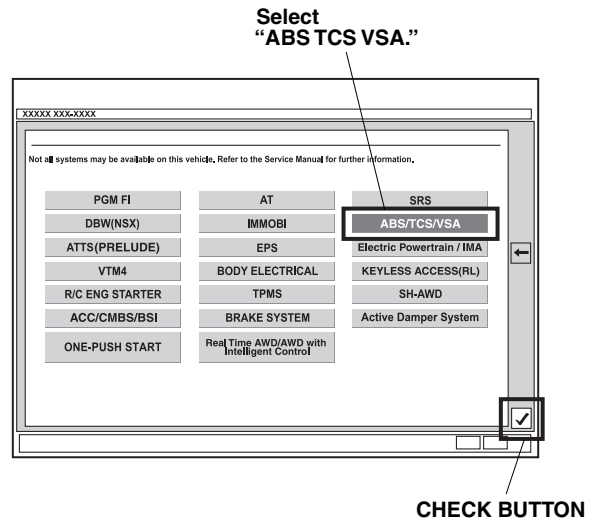 Select
“ABS TCS VSA.”
XXXXX XXX-XXXX
Not all systems may be available on this vehicle. Refer to the Service Manual for further information.
PGM FI
AT
SRS
DBW(NSX)
IMMOBI
ABS/TCS/VSA
ATTS(PRELUDE)
EPS
Electric Powertrain / IMA
VTM4
BODY ELECTRICAL
KEYLESS ACCESS(RL)
R/C ENG STARTER
TPMS
SH-AWD
ACC/CMBS/BSI
BRAKE SYSTEM
Active Damper System
ONE-PUSH START
Real Time AWD/AWD with
Intelligent Control
CHECK BUTTON